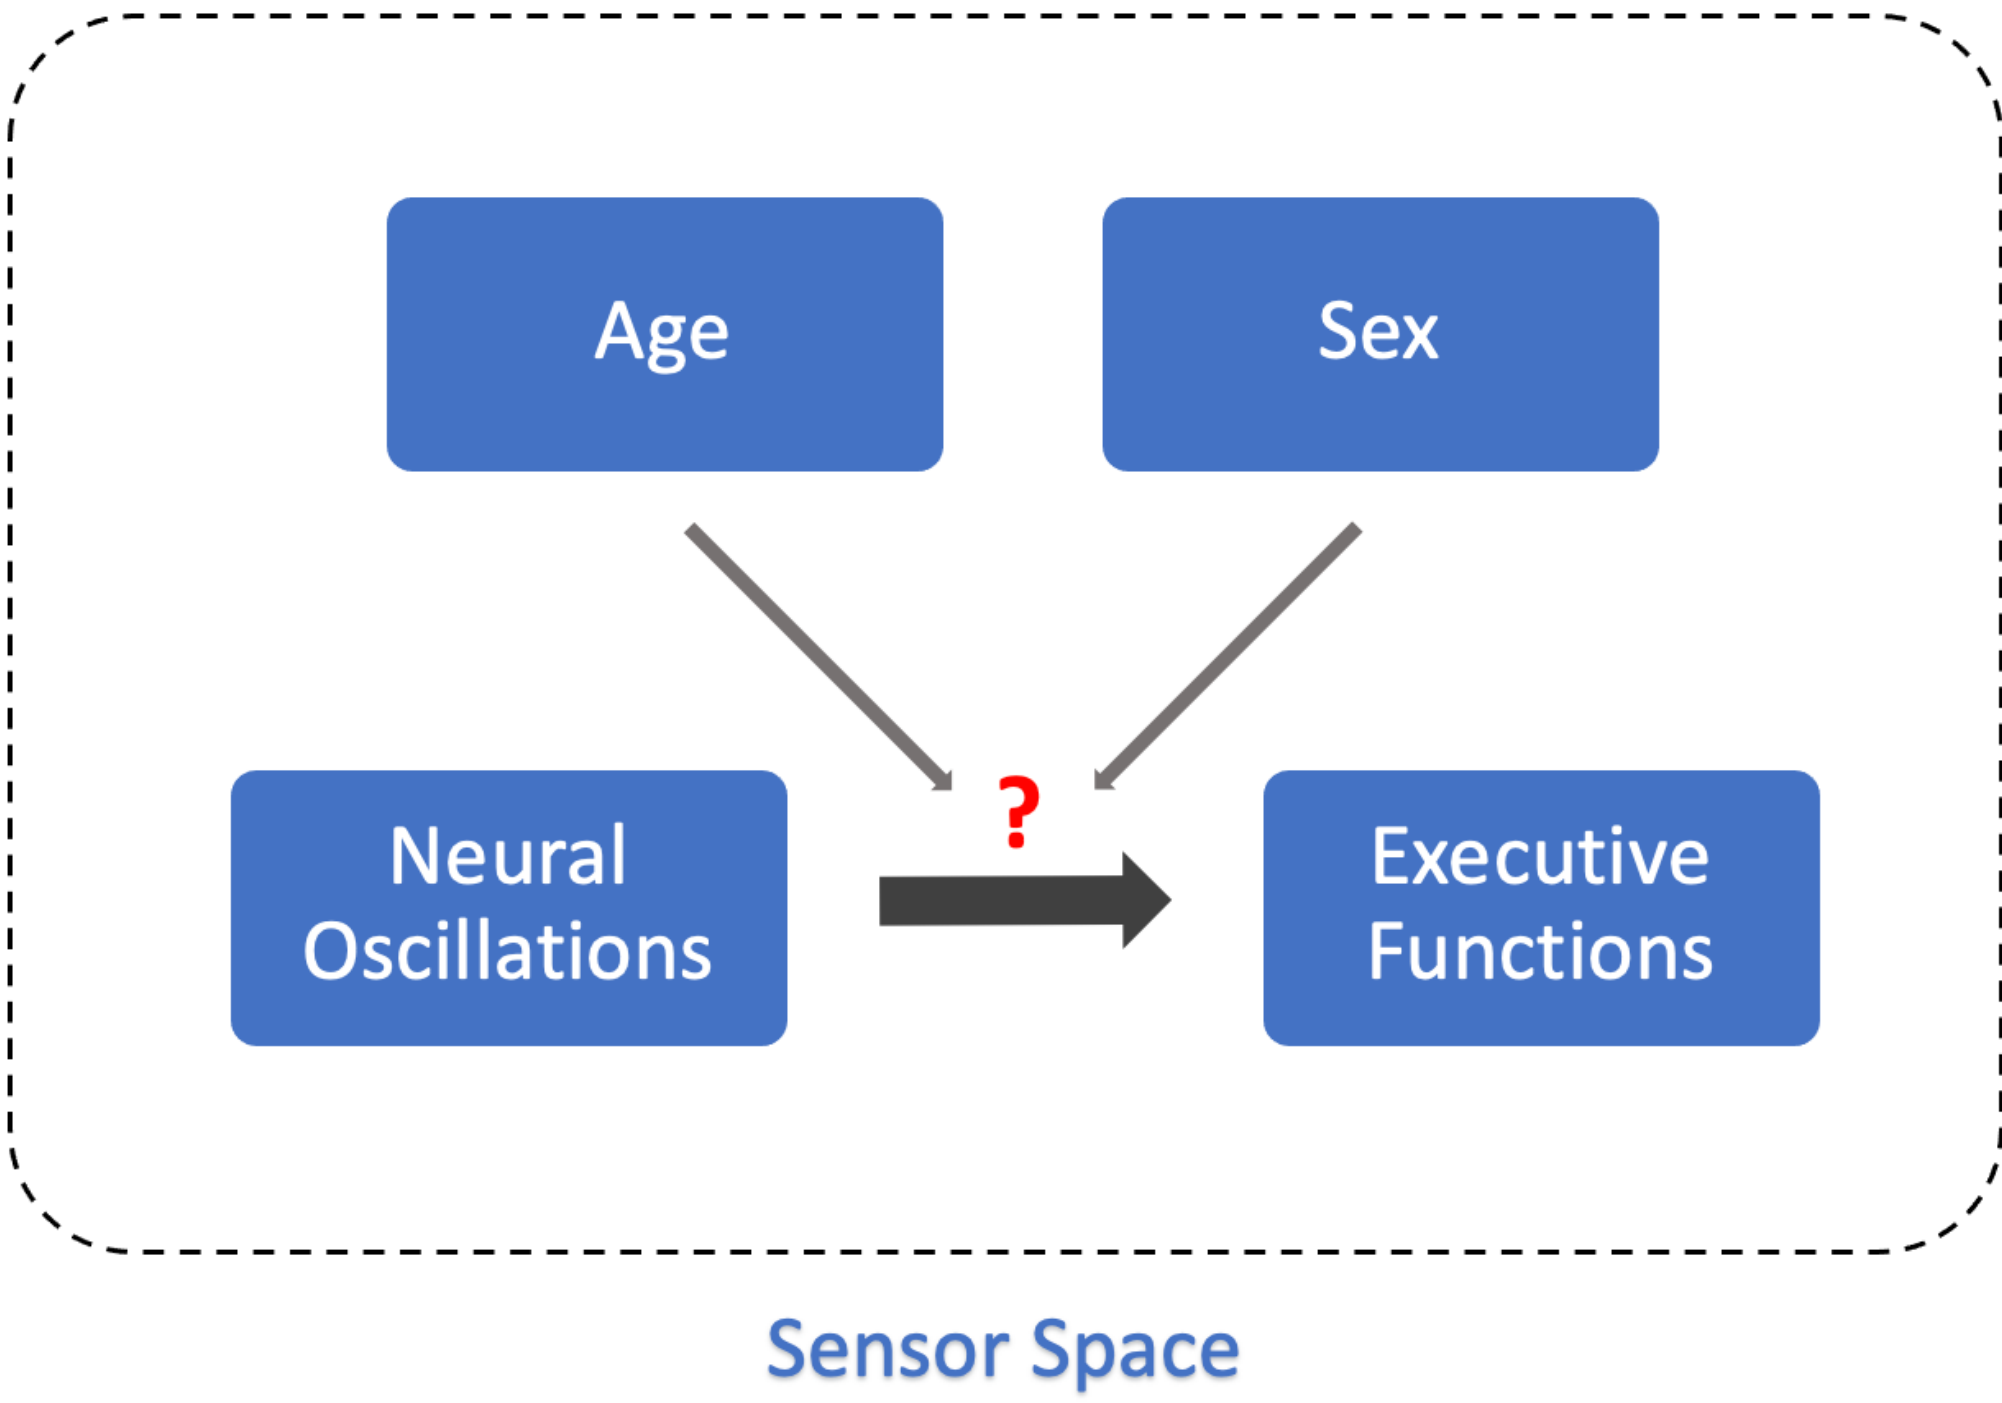 Age
Sex
?
Neural
Oscillations
Executive
Functions
Sensor Space